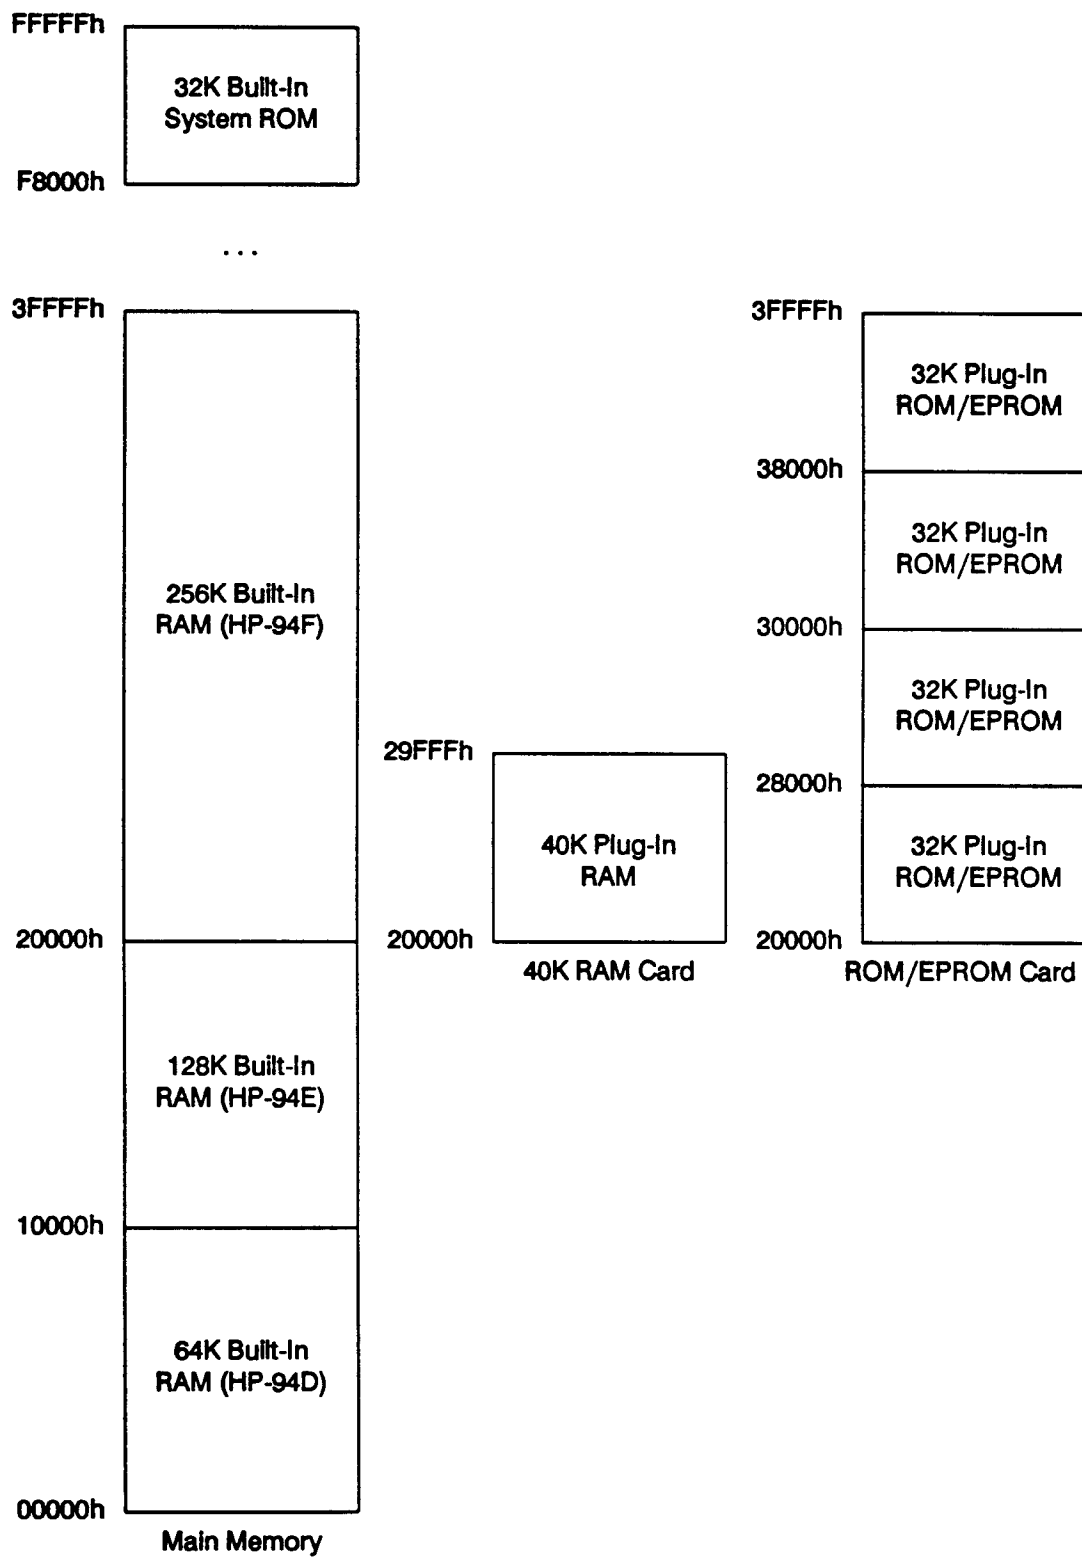 FFFFFh
32K Built-In
System ROM
F8000h
...
3FFFFh
256K Built-In
RAM (HP-94F)
20000h
128K Built-In
RAM (HP-94E)
10000h
64K Built-In
RAM (HP-94D)
00000h
Main Memory
29FFFh
40K Plug-In
RAM
20000h
40K RAM Card
3FFFFh
32K Plug-In
ROM/EPROM
38000h
32K Plug-In
ROM/EPROM
30000h
32K Plug-In
ROM/EPROM
28000h
32K Plug-In
ROM/EPROM
20000h
ROM/EPROM Card